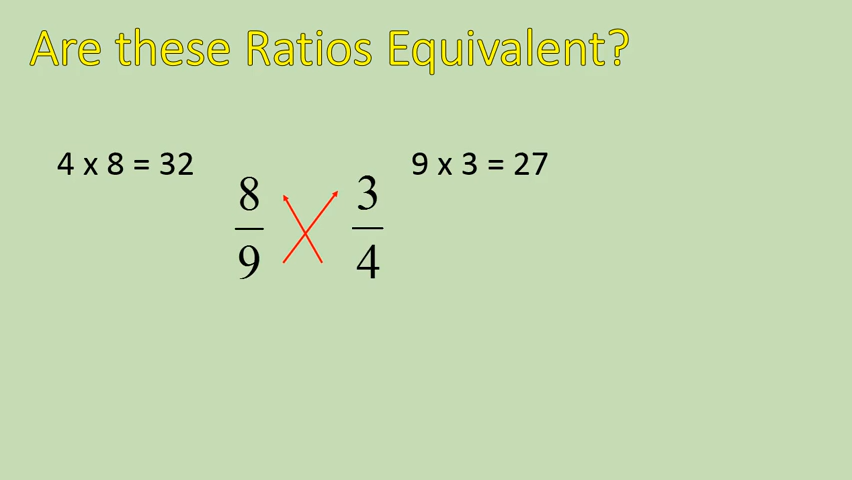 Are these Ratios Equivalent?
4 x 8 = 32
9 x 3 = 27
8 3
9 4